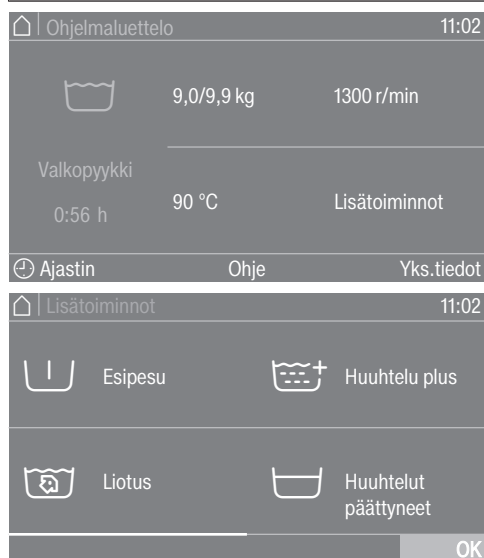 Ohjelmaluettelo 11:02
9,0/9,9 kg 1300 r/min
Valkopyykki
0:56 h
90 °C Lisätoiminnot
Ajastin Ohje Yks.tiedot
Lisätoiminnot 11:02
Esipesu Huuhtelu plus
Liotus Huuhtelut
päättyneet
OK